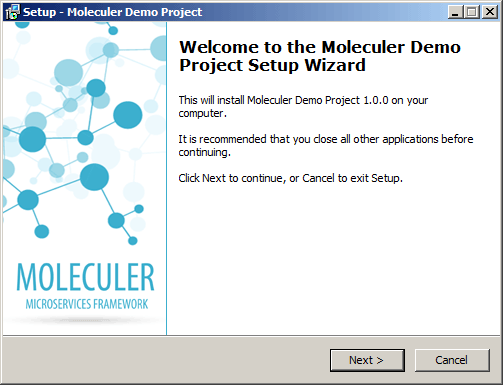 Setup - Moleculer Demo Project
Welcome to the Moleculer Demo
Project Setup Wizard
This will install Moleculer Demo Project 1.0.0 on your
computer.
It is recommended that you close all other applications before
continuing.
Click Next to continue, or Cancel to exit Setup.
MOLECULER
MICROSERVICES FRAMEWORK
Next >
Cancel